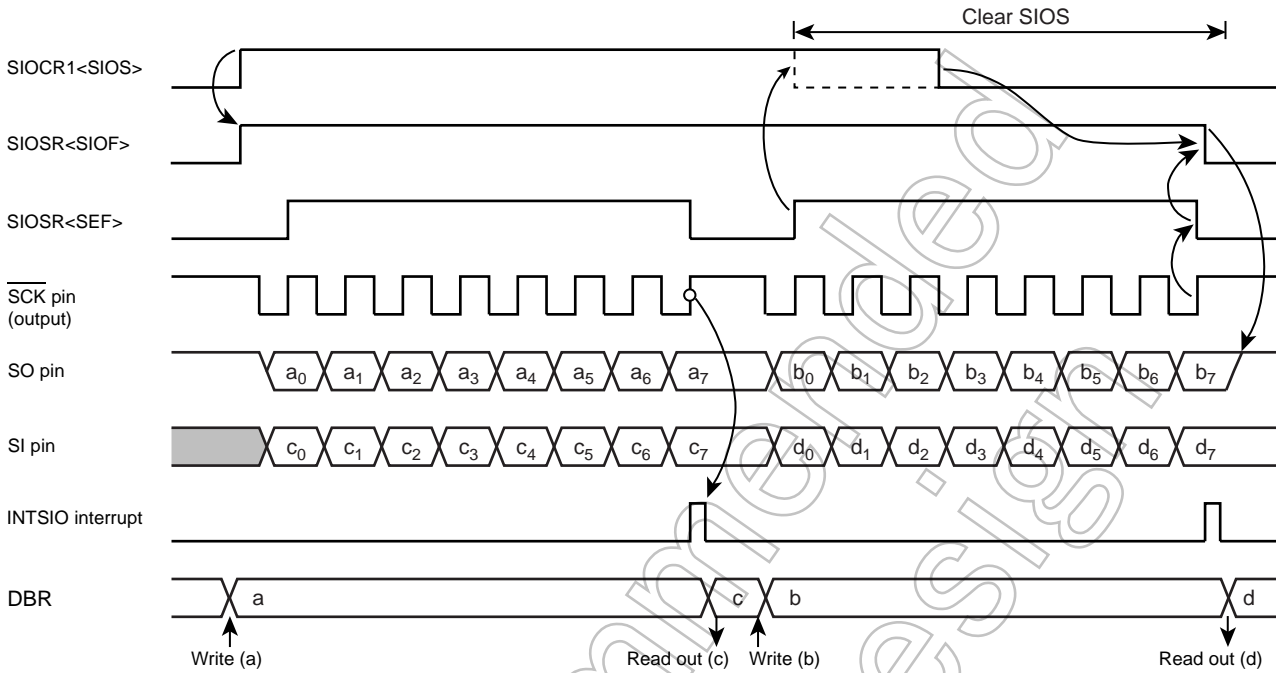 Clear SIOS
SIOCR1<SIOS>
SIOSR<SIOF>
SIOSR<SEF>
SCK pin
(output)
SO pin
a0 a1 a2 a3 a4 a5 a6 a7 b0 b1 b2 b3 b4 b5 b6 b7
SI pin
c0 c1 c2 c3 c4 c5 c6 c7 d0 d1 d2 d3 d4 d5 d6 d7
INTSIO interrupt
DBR
a c b d
Write (a) Read out (c) Write (b) Read out (d)